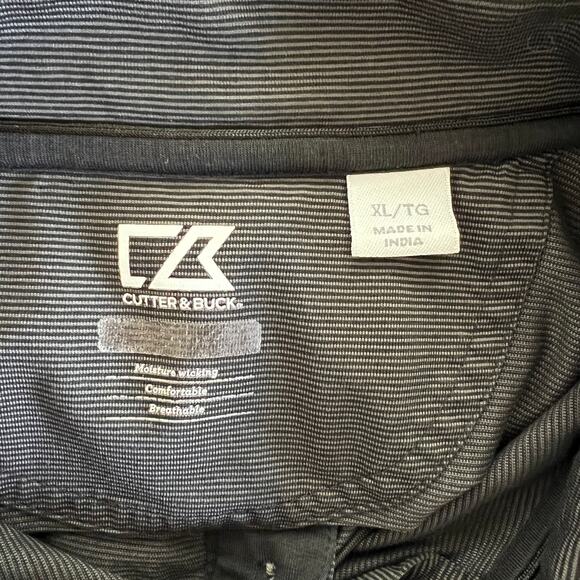 XL/TG
MADE IN
INDIA
CUTTER & BUCK
Moisture wicking
Comfortable
Breathable